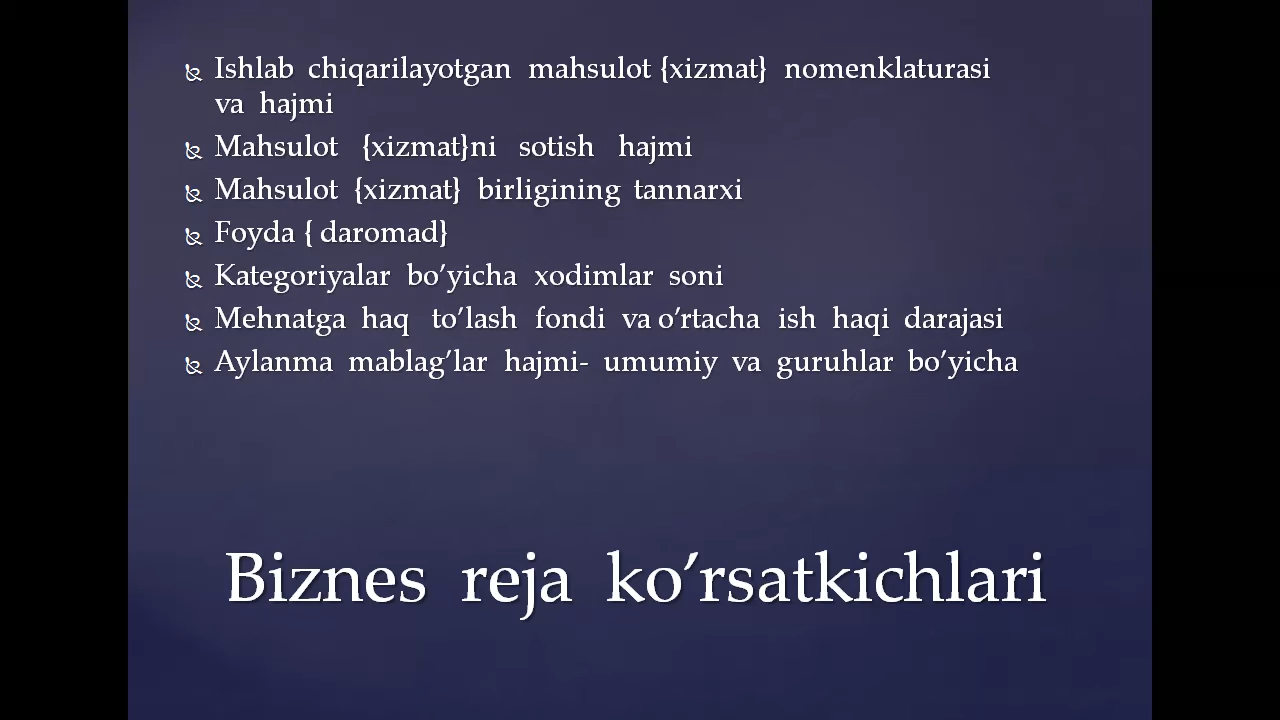 Ishlab chiqarilayotgan mahsulot {xizmat} nomenklaturasi
va hajmi
Mahsulot {xizmat}ni sotish hajmi
Mahsulot {xizmat} birligining tannarxi
Foyda { daromad}
Kategoriyalar bo’yicha xodimlar soni
Mehnatga haq to’lash fondi va o’rtacha ish haqi darajasi
Aylanma mablag’lar hajmi- umumiy va guruhlar bo’yicha
Biznes reja ko’rsatkichlari